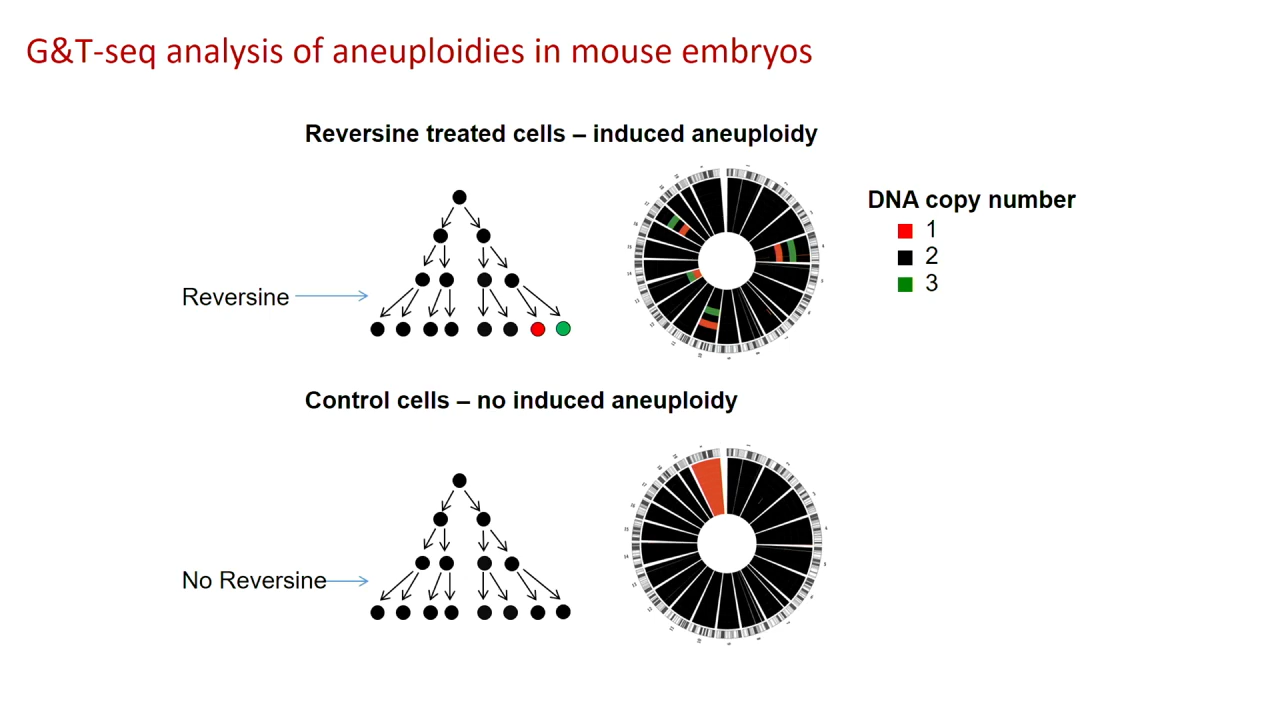 G&T-seq analysis of aneuploidies in mouse embryos
Reversine treated cells – induced aneuploidy
DNA copy number
1
2
3
Reversine
Control cells – no induced aneuploidy
No Reversine